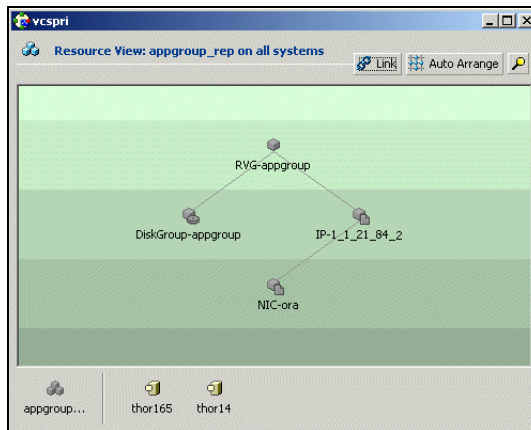 vcspri
Resource View: appgroup_rep on all systems
Link
Auto Arrange
RVG-appgroup
DiskGroup-appgroup
IP-1_1_21_84_2
NIC-ora
appgroup...
thor165
thor14